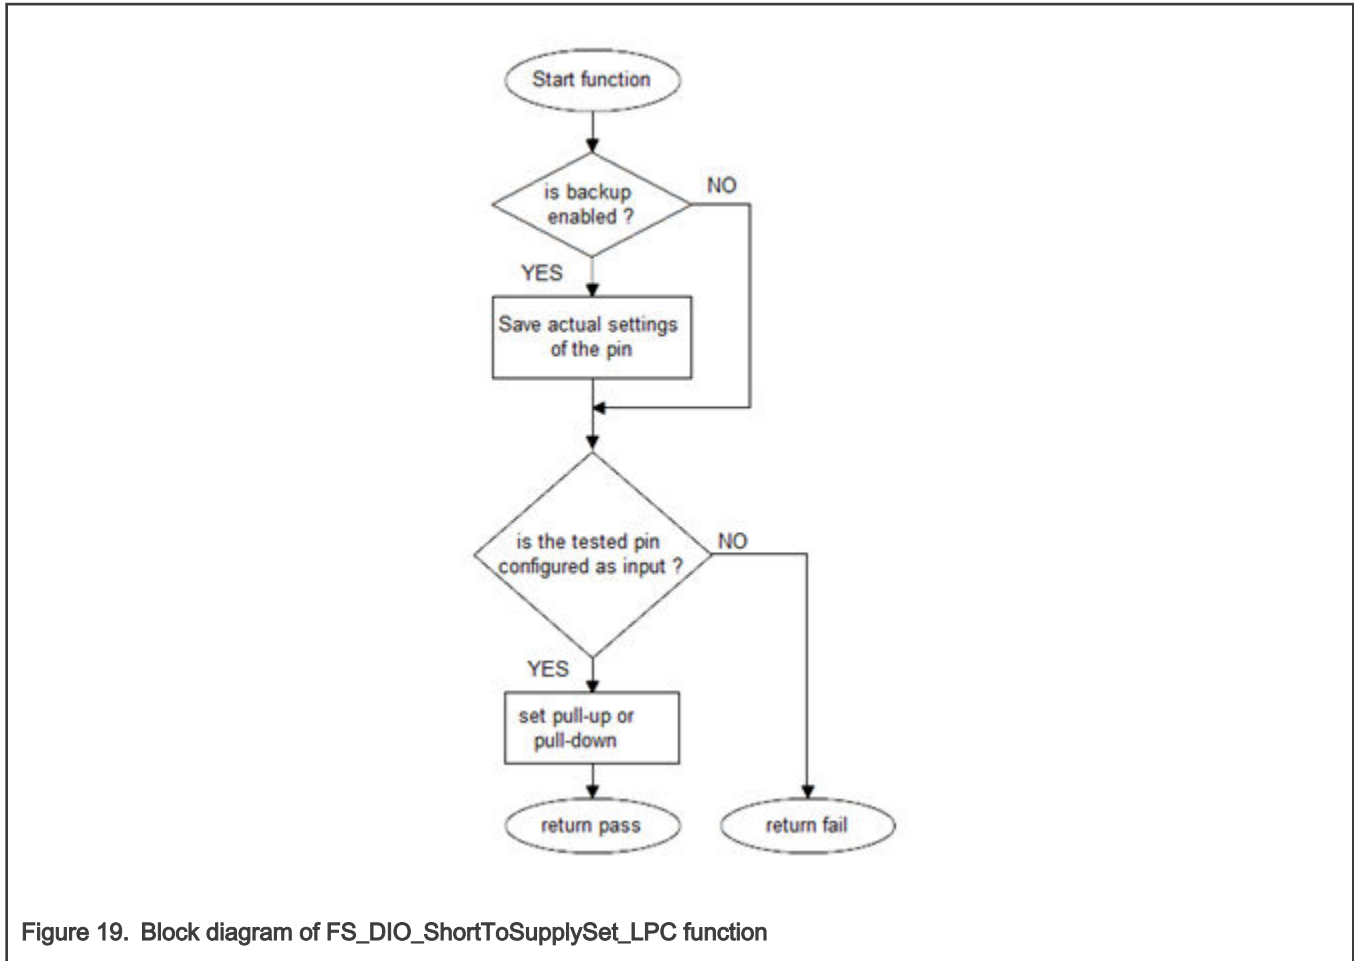 Start function
is backup
enabled ?
NO
YES
Save actual settings
of the pin
is the tested pin
configured as input ?
NO
YES
set pull-up or
pull-down
return pass
return fail
Figure 19. Block diagram of FS_DIO_ShortToSupplySet_LPC function